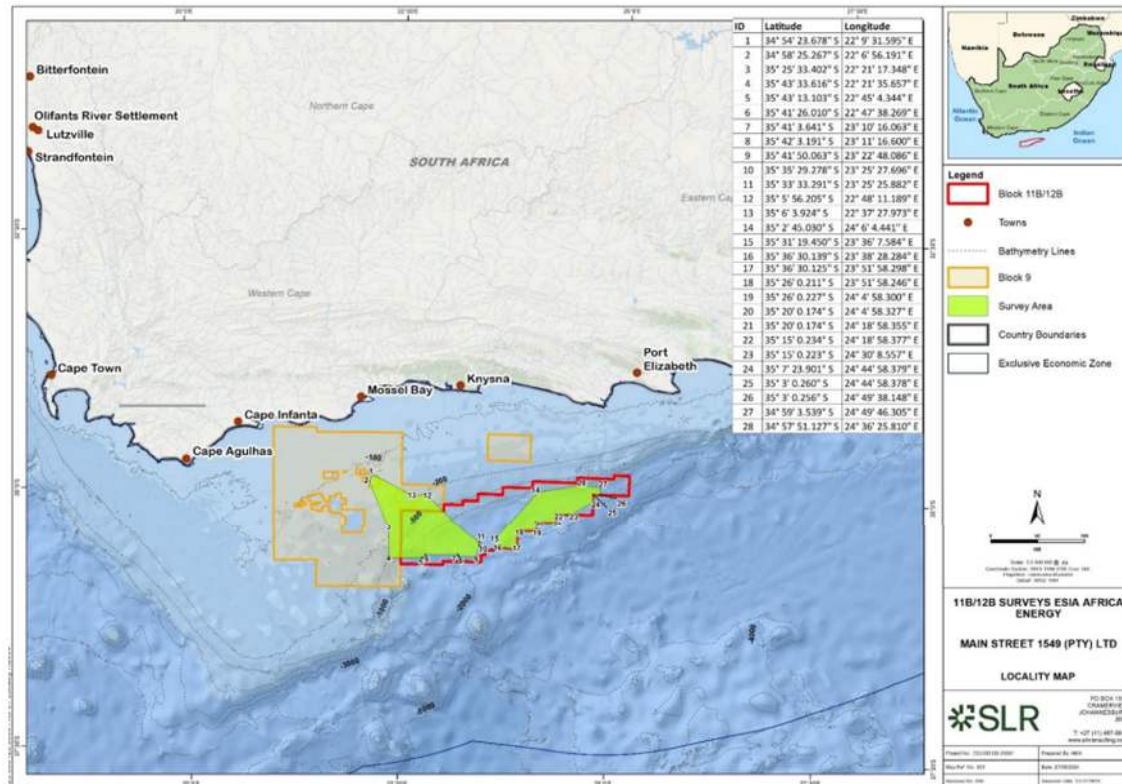 Bitterfontein
Olifants River Settlement
Lutzville
Strandfontein
Northern Cape
SOUTH AFRICA
Western Cape
Cape Town
Cape Infanta
Cape Agulhas
Mossel Bay
Knysna
Port
Elizabeth
ID Latitude Longitude
1 34° 54' 23.678" S 22° 9' 31.595" E
2 34° 58' 25.267" S 22° 6' 56.191" E
3 35° 25' 33.402" S 22° 21' 17.348" E
4 35° 43' 33.616" S 22° 21' 35.657" E
5 35° 43' 13.103" S 22° 45' 4.344" E
6 35° 41' 26.010" S 22° 47' 38.269" E
7 35° 41' 3.641" S 23° 10' 16.063" E
8 35° 42' 3.191" S 23° 11' 16.600" E
9 35° 41' 50.063" S 23° 22' 48.086" E
10 35° 35' 29.278" S 23° 25' 27.696" E
11 35° 33' 33.291" S 23° 25' 25.882" E
12 35° 5' 56.205" S 22° 48' 11.189" E
13 35° 6' 3.924" S 22° 37' 27.973" E
14 35° 2' 45.030" S 24° 6' 4.441" E
15 35° 31' 19.450" S 23° 36' 7.584" E
16 35° 36' 30.139" S 23° 38' 28.284" E
17 35° 36' 30.125" S 23° 51' 58.298" E
18 35° 26' 0.211" S 23° 51' 58.246" E
19 35° 26' 0.227" S 24° 4' 58.300" E
20 35° 20' 0.174" S 24° 4' 58.327" E
21 35° 20' 0.174" S 24° 18' 58.355" E
22 35° 15' 0.234" S 24° 18' 58.377" E
23 35° 15' 0.223" S 24° 30' 8.557" E
24 35° 7' 23.901" S 24° 44' 58.379" E
25 35° 3' 0.260" S 24° 44' 58.378" E
26 35° 3' 0.256" S 24° 49' 38.148" E
27 34° 59' 3.539" S 24° 49' 46.305" E
28 34° 57' 51.127" S 24° 36' 25.810" E
Zimbabwe
Botswana
Namibia
South Africa
Lesotho
Atlantic
Ocean
Indian
Ocean
Legend
Block 11B/12B
Towns
Bathymetry Lines
Block 9
Survey Area
Country Boundaries
Exclusive Economic Zone
N
11B/12B SURVEYS ESIA AFRICA
ENERGY
MAIN STREET 1549 (PTY) LTD
LOCALITY MAP
SLR